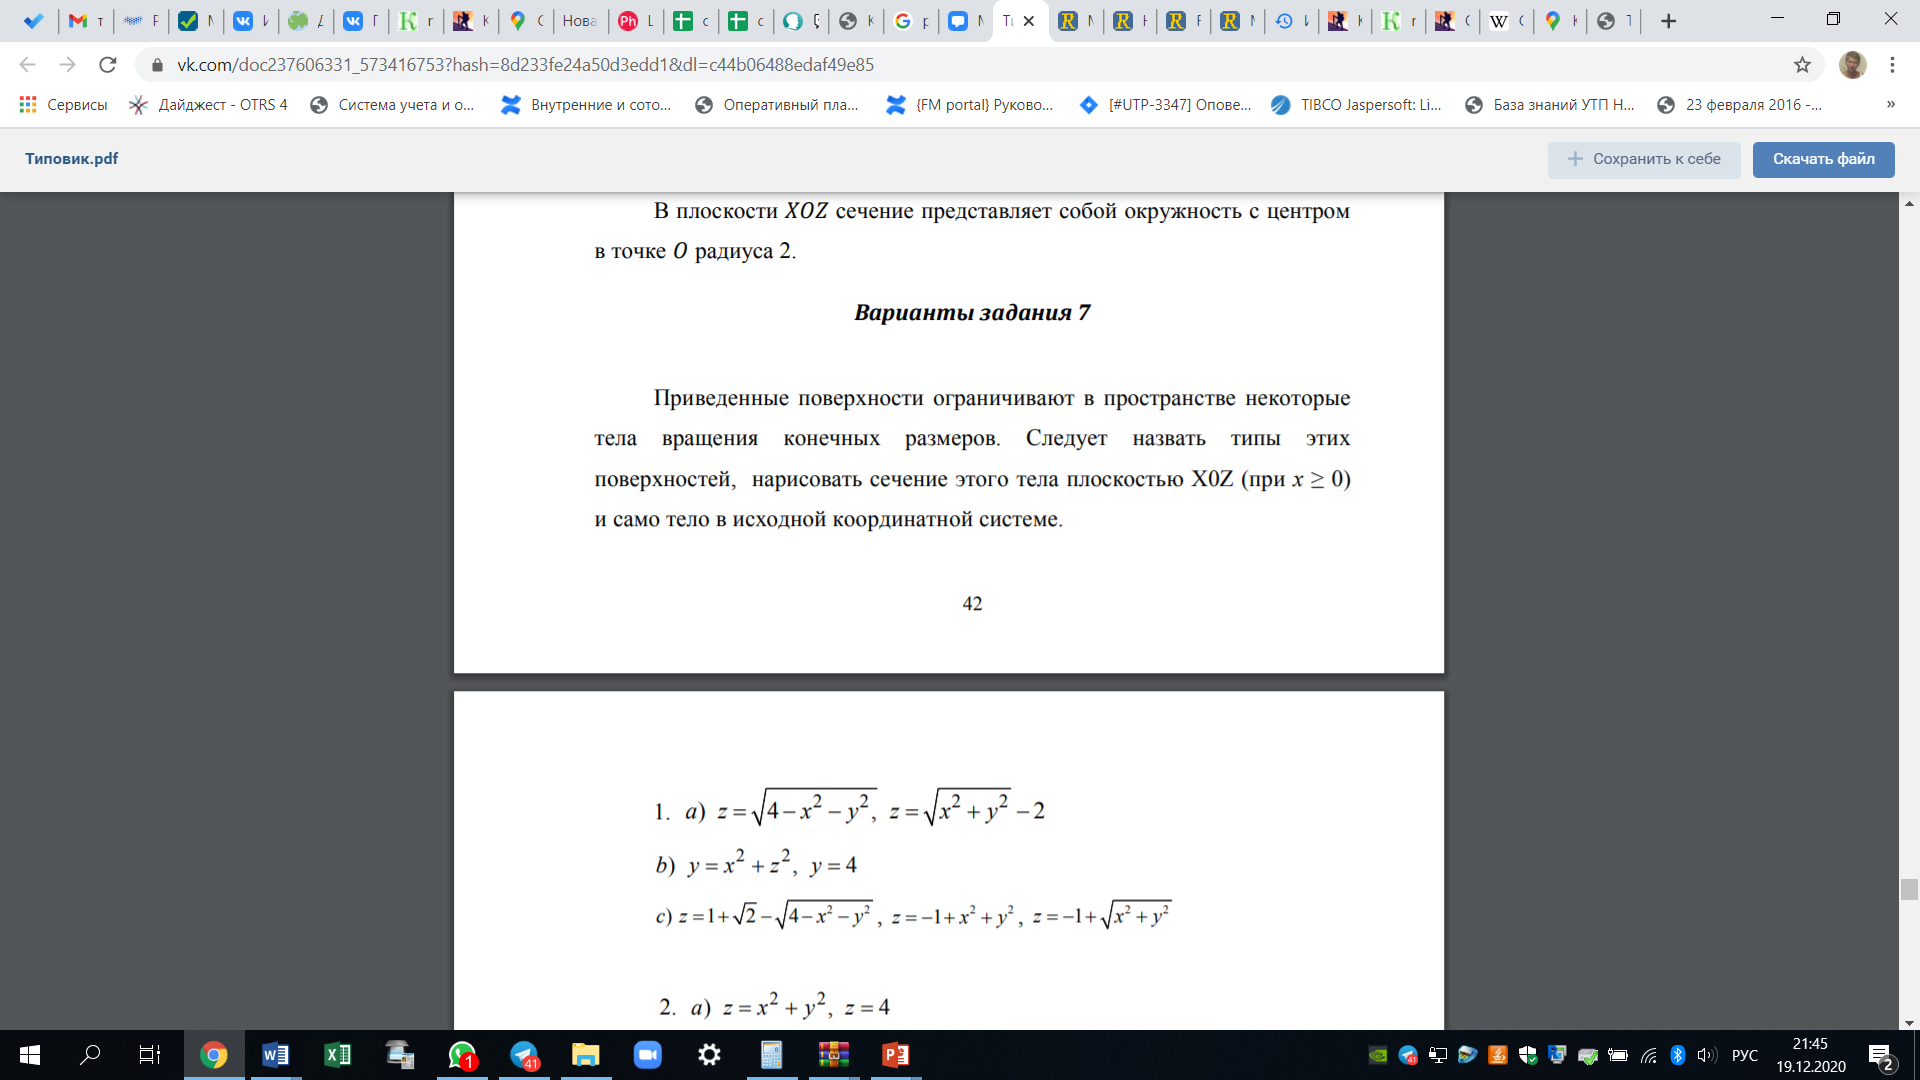 vk.com/doc237606331_573416753?hash=8d233fe24a50d3edd1&dl=c44b06488edaf49e85
Сервисы Дайджест - OTRS 4 Система учета и о... Внутренние и сото... Оперативный пла... {FM portal} Руково... [#UTP-3347] Опове... TIBCO Jaspersoft: Li... База знаний УТП Н... 23 февраля 2016 -... »
Типовик.pdf + Сохранить к себе Скачать файл
В плоскости XOZ сечение представляет собой окружность с центром
в точке O радиуса 2.
Варианты задания 7
Приведенные поверхности ограничивают в пространстве некоторые
тела вращения конечных размеров. Следует назвать типы этих
поверхностей, нарисовать сечение этого тела плоскостью X0Z (при x ≥ 0)
и само тело в исходной координатной системе.
42
1. a) z = √(4 − x² − y²), z = √(x² + y²) − 2
b) y = x² + z², y = 4
c) z = 1 + √2 − √(4 − x² − y²), z = −1 + x² + y², z = −1 + √(x² + y²)
2. a) z = x² + y², z = 4
РУС 21:45
19.12.2020